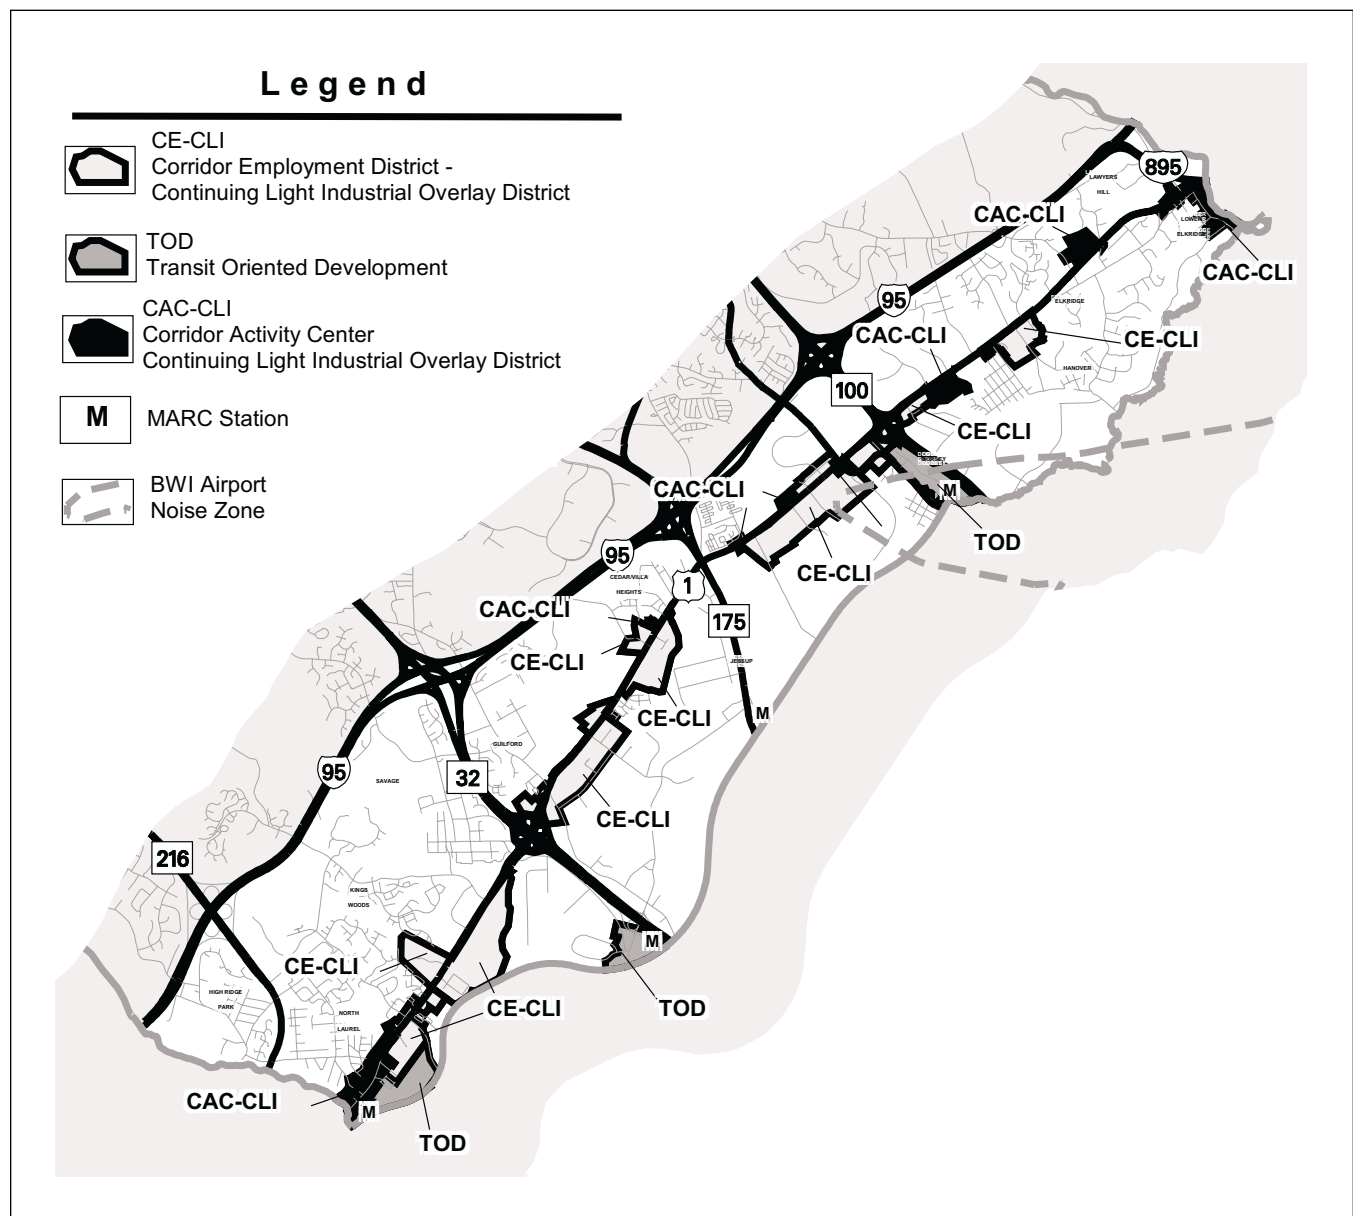 Legend
CE-CLI
Corridor Employment District -
Continuing Light Industrial Overlay District
TOD
Transit Oriented Development
CAC-CLI
Corridor Activity Center
Continuing Light Industrial Overlay District
M
MARC Station
BWI Airport
Noise Zone
895
LAWYERS
HILL
CAC-CLI
LOWER
ELKRIDGE
CAC-CLI
95
ELKRIDGE
CAC-CLI
CE-CLI
HANOVER
100
CE-CLI
CAC-CLI
M
TOD
95
CE-CLI
CEDAR/VILLA
HEIGHTS
1
CAC-CLI
175
CE-CLI
JESSUP
CE-CLI
M
GUILFORD
95
32
SAVAGE
CE-CLI
216
KINGS
WOODS
M
CE-CLI
HIGH RIDGE
PARK
CE-CLI
TOD
NORTH
LAUREL
CAC-CLI
M
TOD